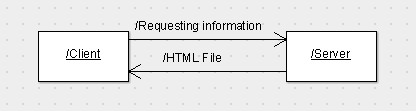 /Requesting information
/Client
/Server
/HTML File